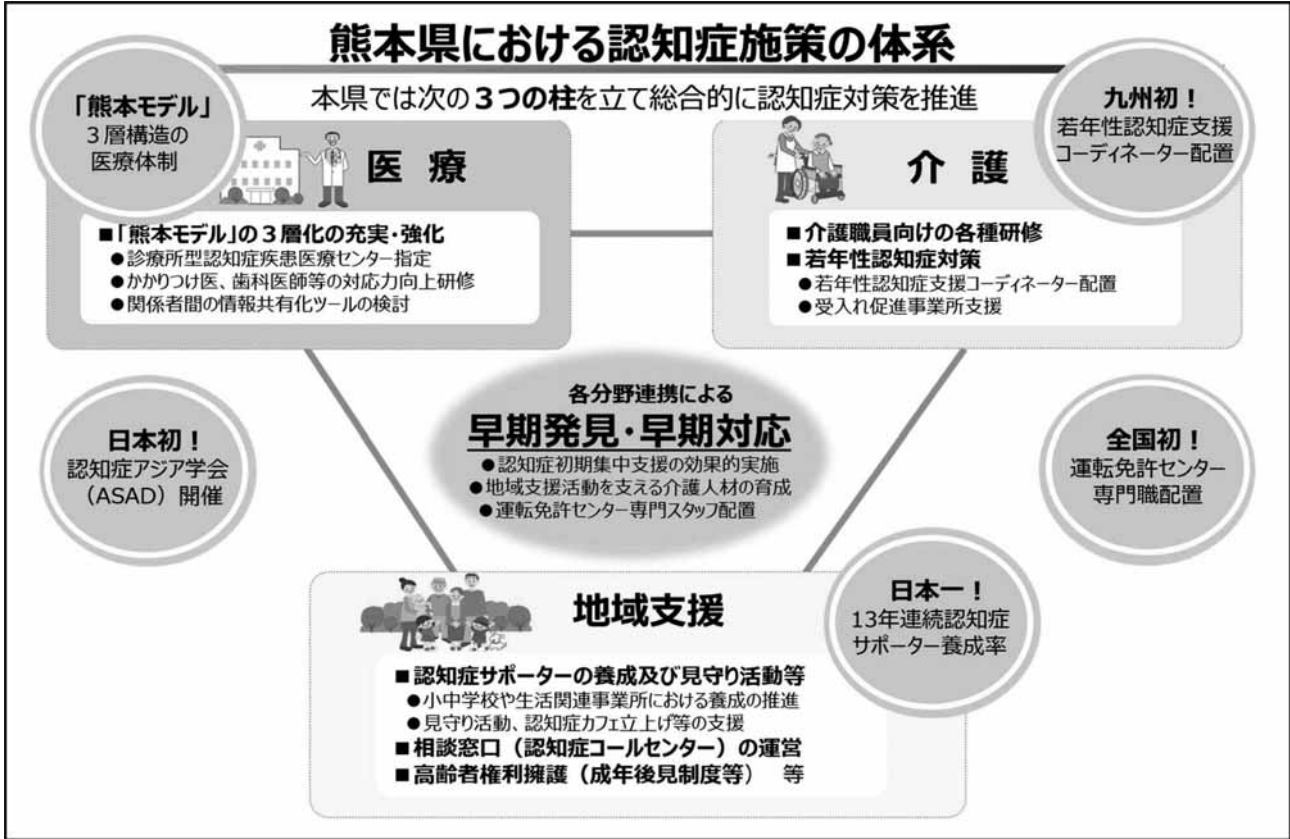 熊本県における認知症施策の体系
本県では次の3つの柱を立て総合的に認知症対策を推進
「熊本モデル」
3層構造の
医療体制
九州初！
若年性認知症支援
コーディネーター配置
医 療
■「熊本モデル」の3層化の充実・強化
●診療所型認知症疾患医療センター指定
●かかりつけ医、歯科医師等の対応力向上研修
●関係者間の情報共有化ツールの検討
介 護
■介護職員向けの各種研修
■若年性認知症対策
●若年性認知症支援コーディネーター配置
●受入れ促進事業所支援
各分野連携による
早期発見・早期対応
●認知症初期集中支援の効果的実施
●地域支援活動を支える介護人材の育成
●運転免許センター専門スタッフ配置
日本初！
認知症アジア学会
（ASAD）開催
全国初！
運転免許センター
専門職配置
地域支援
■認知症サポーターの養成及び見守り活動等
●小中学校や生活関連事業所における養成の推進
●見守り活動、認知症カフェ立上げ等の支援
■相談窓口（認知症コールセンター）の運営
■高齢者権利擁護（成年後見制度等） 等
日本一！
13年連続認知症
サポーター養成率